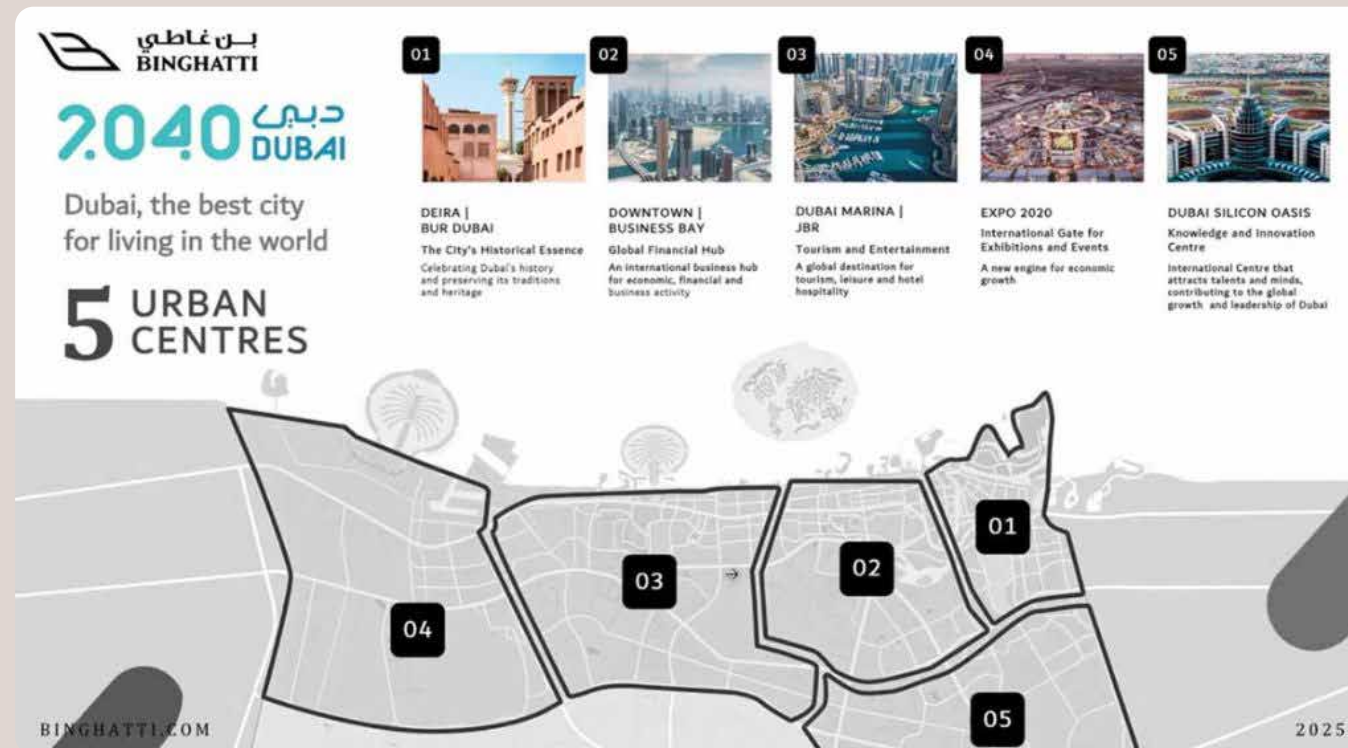 بن غاطي
BINGHATTI
2040 دبي
DUBAI
Dubai, the best city
for living in the world
5 URBAN
CENTRES
01
DEIRA |
BUR DUBAI
The City's Historical Essence
Celebrating Dubai's history
and preserving its traditions
and heritage
02
DOWNTOWN |
BUSINESS BAY
Global Financial Hub
An international business hub
for economic, financial and
business activity
03
DUBAI MARINA |
JBR
Tourism and Entertainment
A global destination for
tourism, leisure and hotel
hospitality
04
EXPO 2020
International Gate for
Exhibitions and Events
A new engine for economic
growth
05
DUBAI SILICON OASIS
Knowledge and Innovation
Centre
International Centre that
attracts talents and minds,
contributing to the global
growth and leadership of Dubai
01
02
03
04
05
BINGHATTI.COM
2025